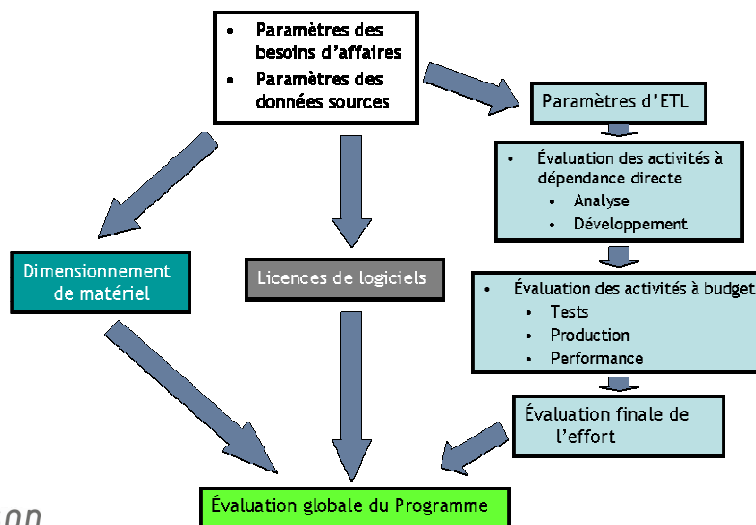 • Paramètres des
besoins d'affaires
• Paramètres des
données sources
Paramètres d'ETL
• Évaluation des activités à
dépendance directe
• Analyse
• Développement
Dimensionnement
de matériel
Licences de logiciels
• Évaluation des activités à budget
• Tests
• Production
• Performance
Évaluation finale de
l'effort
Évaluation globale du Programme